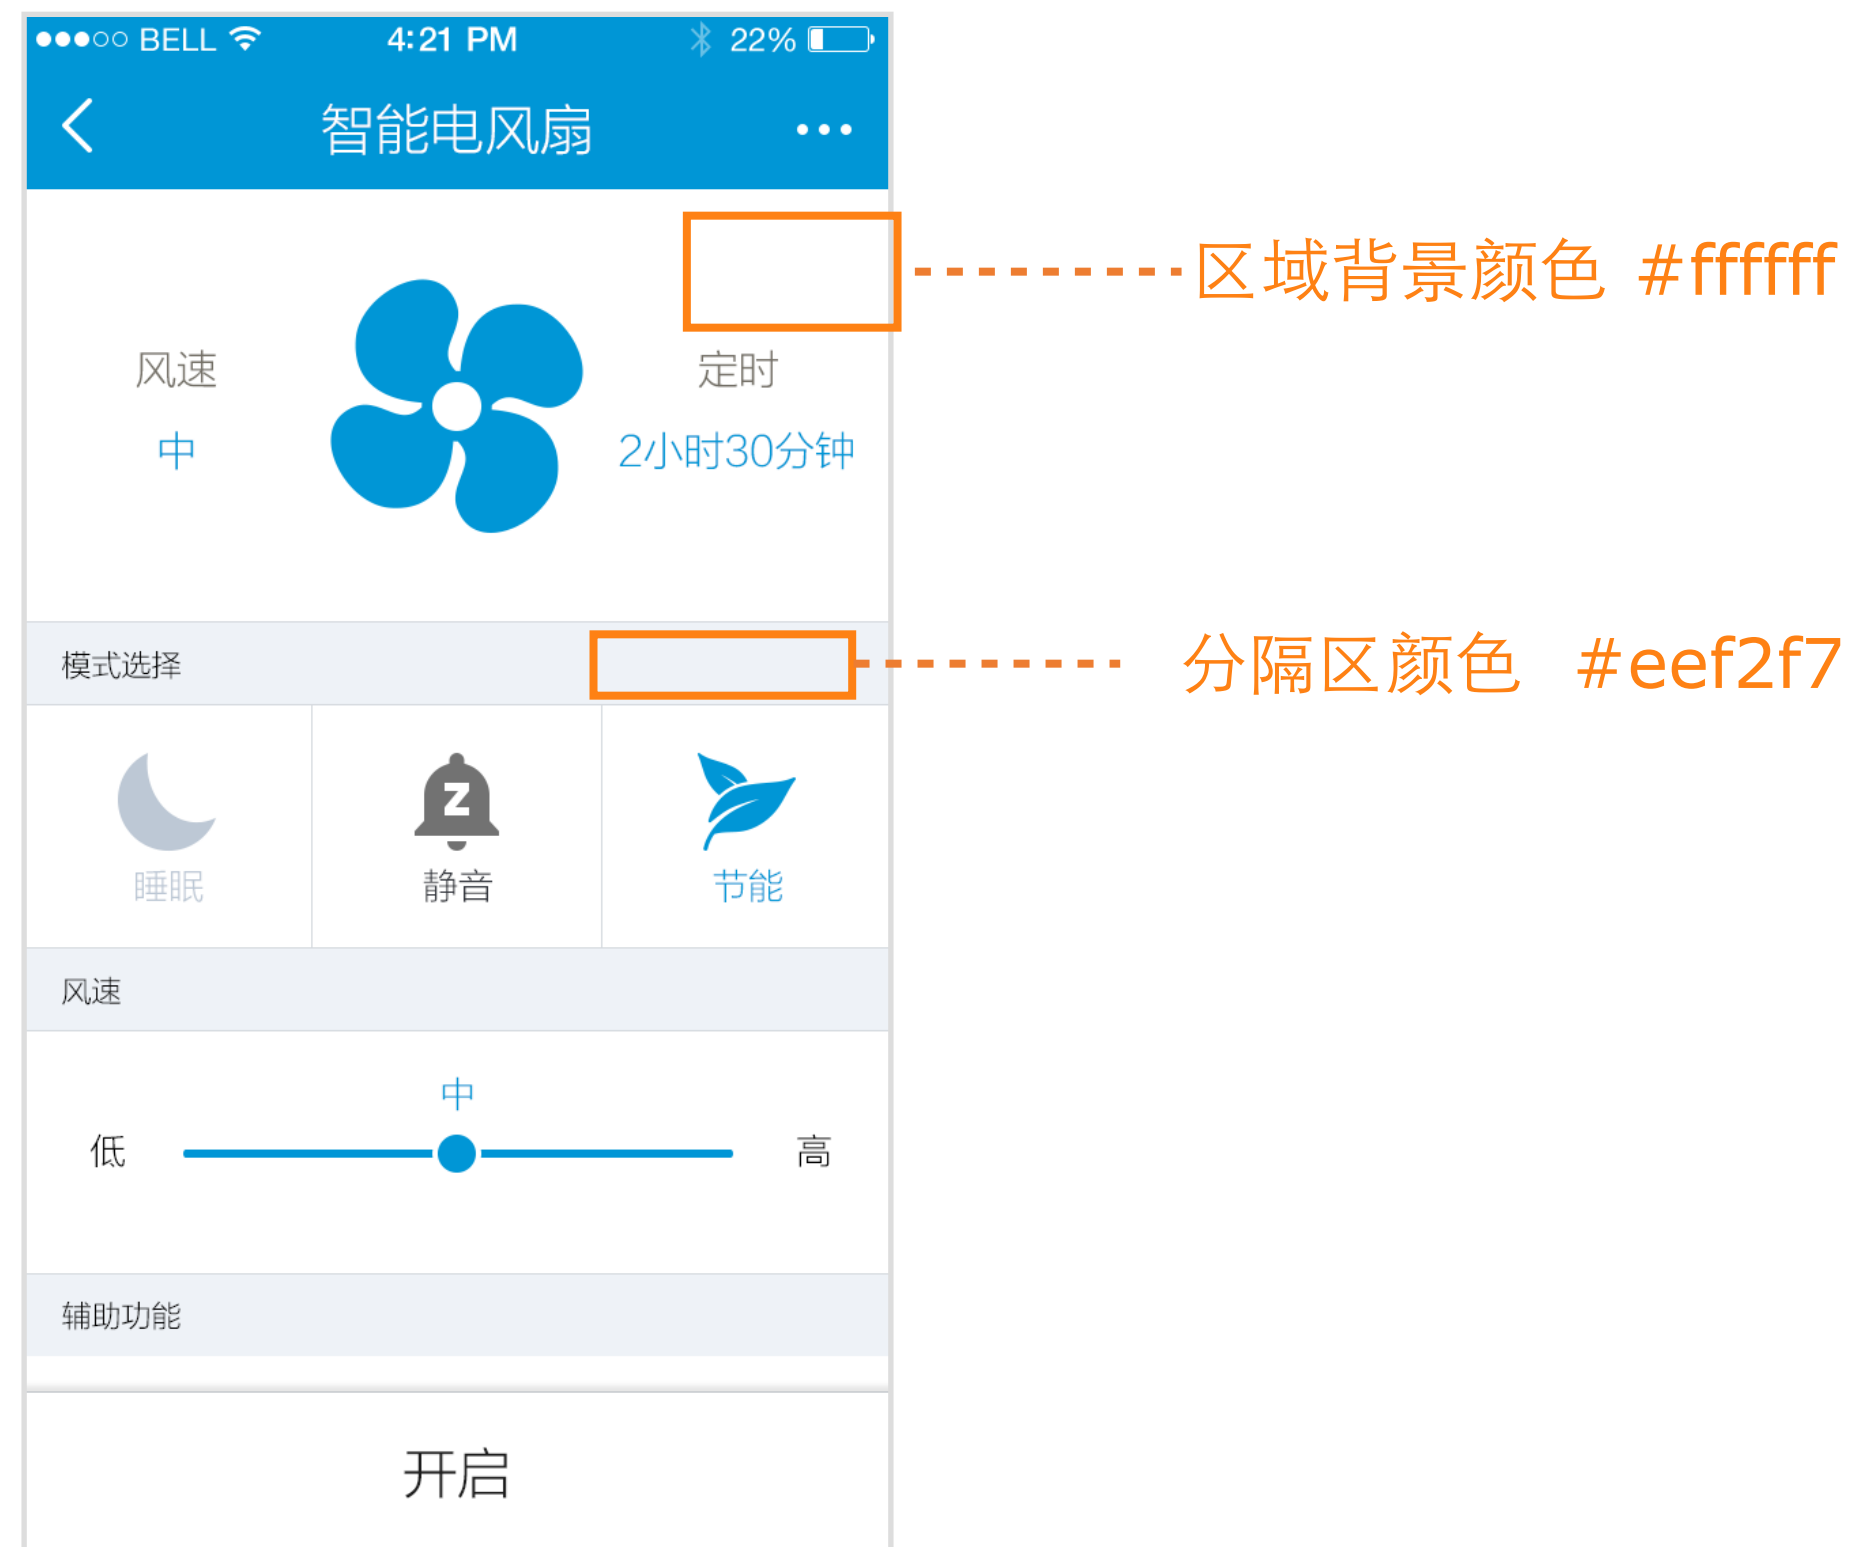 BELL 4:21 PM 22%
智能电风扇
区域背景颜色 #ffffff
风速 定时
中 2小时30分钟
模式选择
分隔区颜色 #eef2f7
Z
睡眠 静音 节能
风速
中
低 高
辅助功能
开启